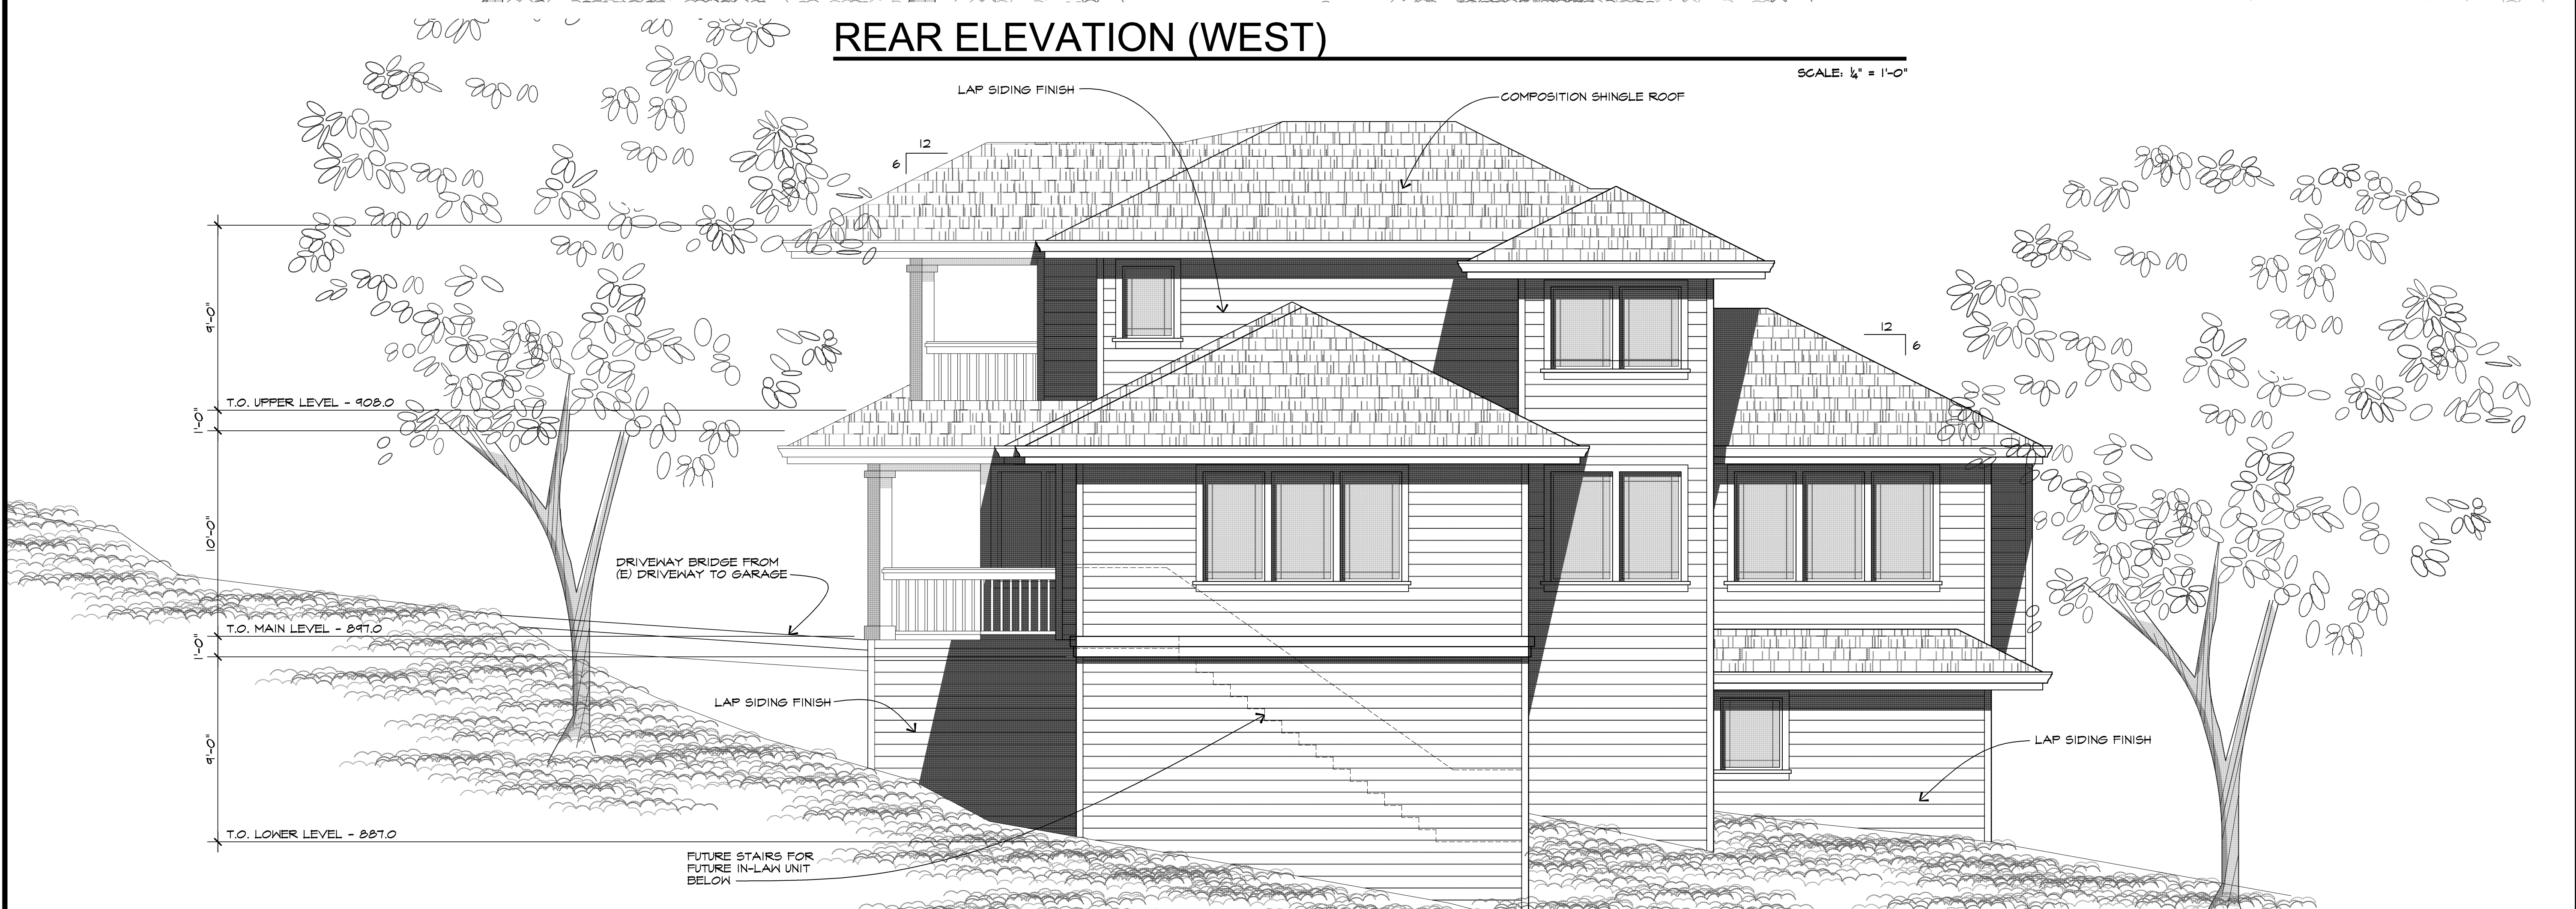 REAR ELEVATION (WEST)
SCALE: ¼" = 1'-0"
LAP SIDING FINISH
COMPOSITION SHINGLE ROOF
12
6
12
6
9'-0"
T.O. UPPER LEVEL - 908.0
1'-0"
10'-0"
DRIVEWAY BRIDGE FROM
(E) DRIVEWAY TO GARAGE
T.O. MAIN LEVEL - 897.0
1'-0"
LAP SIDING FINISH
9'-0"
LAP SIDING FINISH
T.O. LOWER LEVEL - 887.0
FUTURE STAIRS FOR
FUTURE IN-LAW UNIT
BELOW